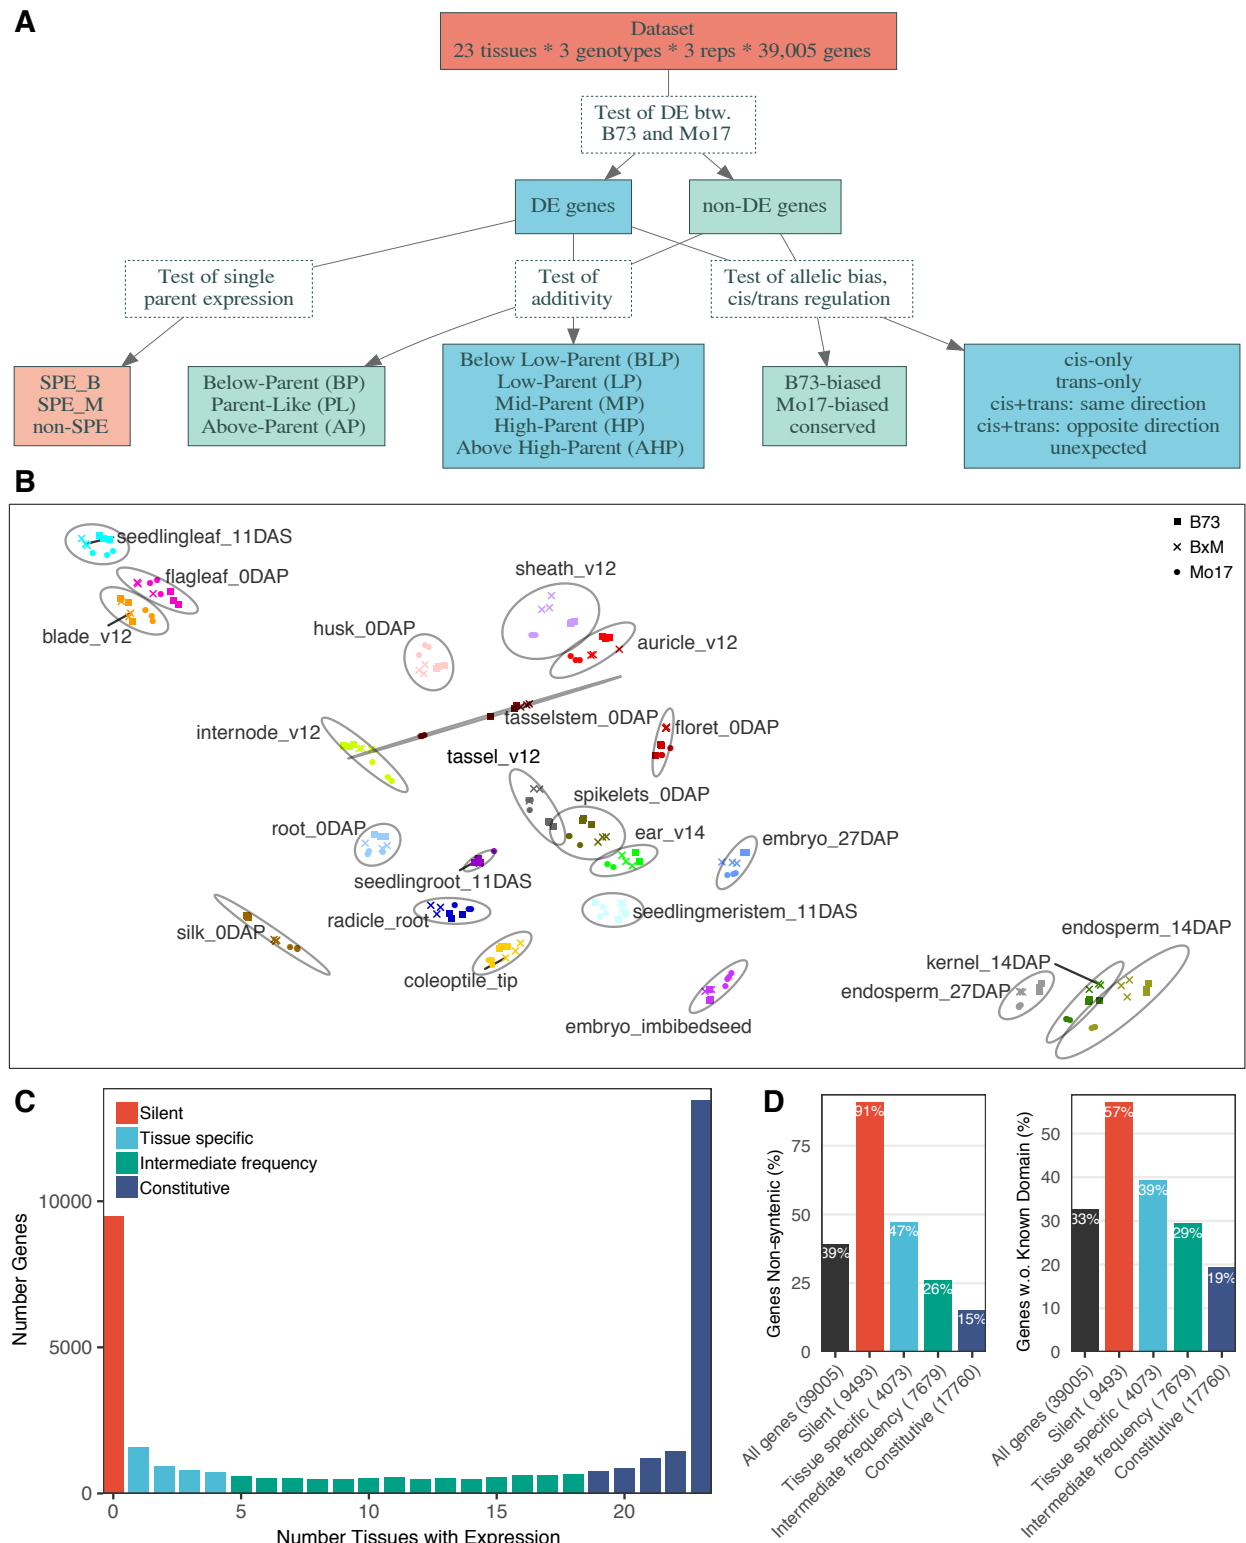 A
Dataset
23 tissues * 3 genotypes * 3 reps * 39,005 genes
Test of DE btw.
B73 and Mo17
DE genes
non-DE genes
Test of single
parent expression
Test of
additivity
Test of allelic bias,
cis/trans regulation
SPE_B
SPE_M
non-SPE
Below-Parent (BP)
Parent-Like (PL)
Above-Parent (AP)
Below Low-Parent (BLP)
Low-Parent (LP)
Mid-Parent (MP)
High-Parent (HP)
Above High-Parent (AHP)
B73-biased
Mo17-biased
conserved
cis-only
trans-only
cis+trans: same direction
cis+trans: opposite direction
unexpected
B
B73
BxM
Mo17
seedlingleaf_11DAS
flagleaf_0DAP
blade_v12
sheath_v12
husk_0DAP
auricle_v12
internode_v12
tasselstem_0DAP
floret_0DAP
tassel_v12
spikelets_0DAP
root_0DAP
ear_v14
embryo_27DAP
seedlingroot_11DAS
radicle_root
seedlingmeristem_11DAS
silk_0DAP
coleoptile_tip
endosperm_14DAP
kernel_14DAP
endosperm_27DAP
embryo_imbibedseed
C
Silent
Tissue specific
Intermediate frequency
Constitutive
Number Genes
10000
5000
0
0
5
10
15
20
Number Tissues with Expression
D
Genes Non-syntenic (%)
75
50
25
0
39%
91%
47%
26%
15%
All genes (39005)
Silent ( 9493)
Tissue specific ( 4073)
Intermediate frequency ( 7679)
Constitutive (17760)
Genes w.o. Known Domain (%)
50
40
30
20
10
0
33%
57%
39%
29%
19%
All genes (39005)
Silent ( 9493)
Tissue specific ( 4073)
Intermediate frequency ( 7679)
Constitutive (17760)